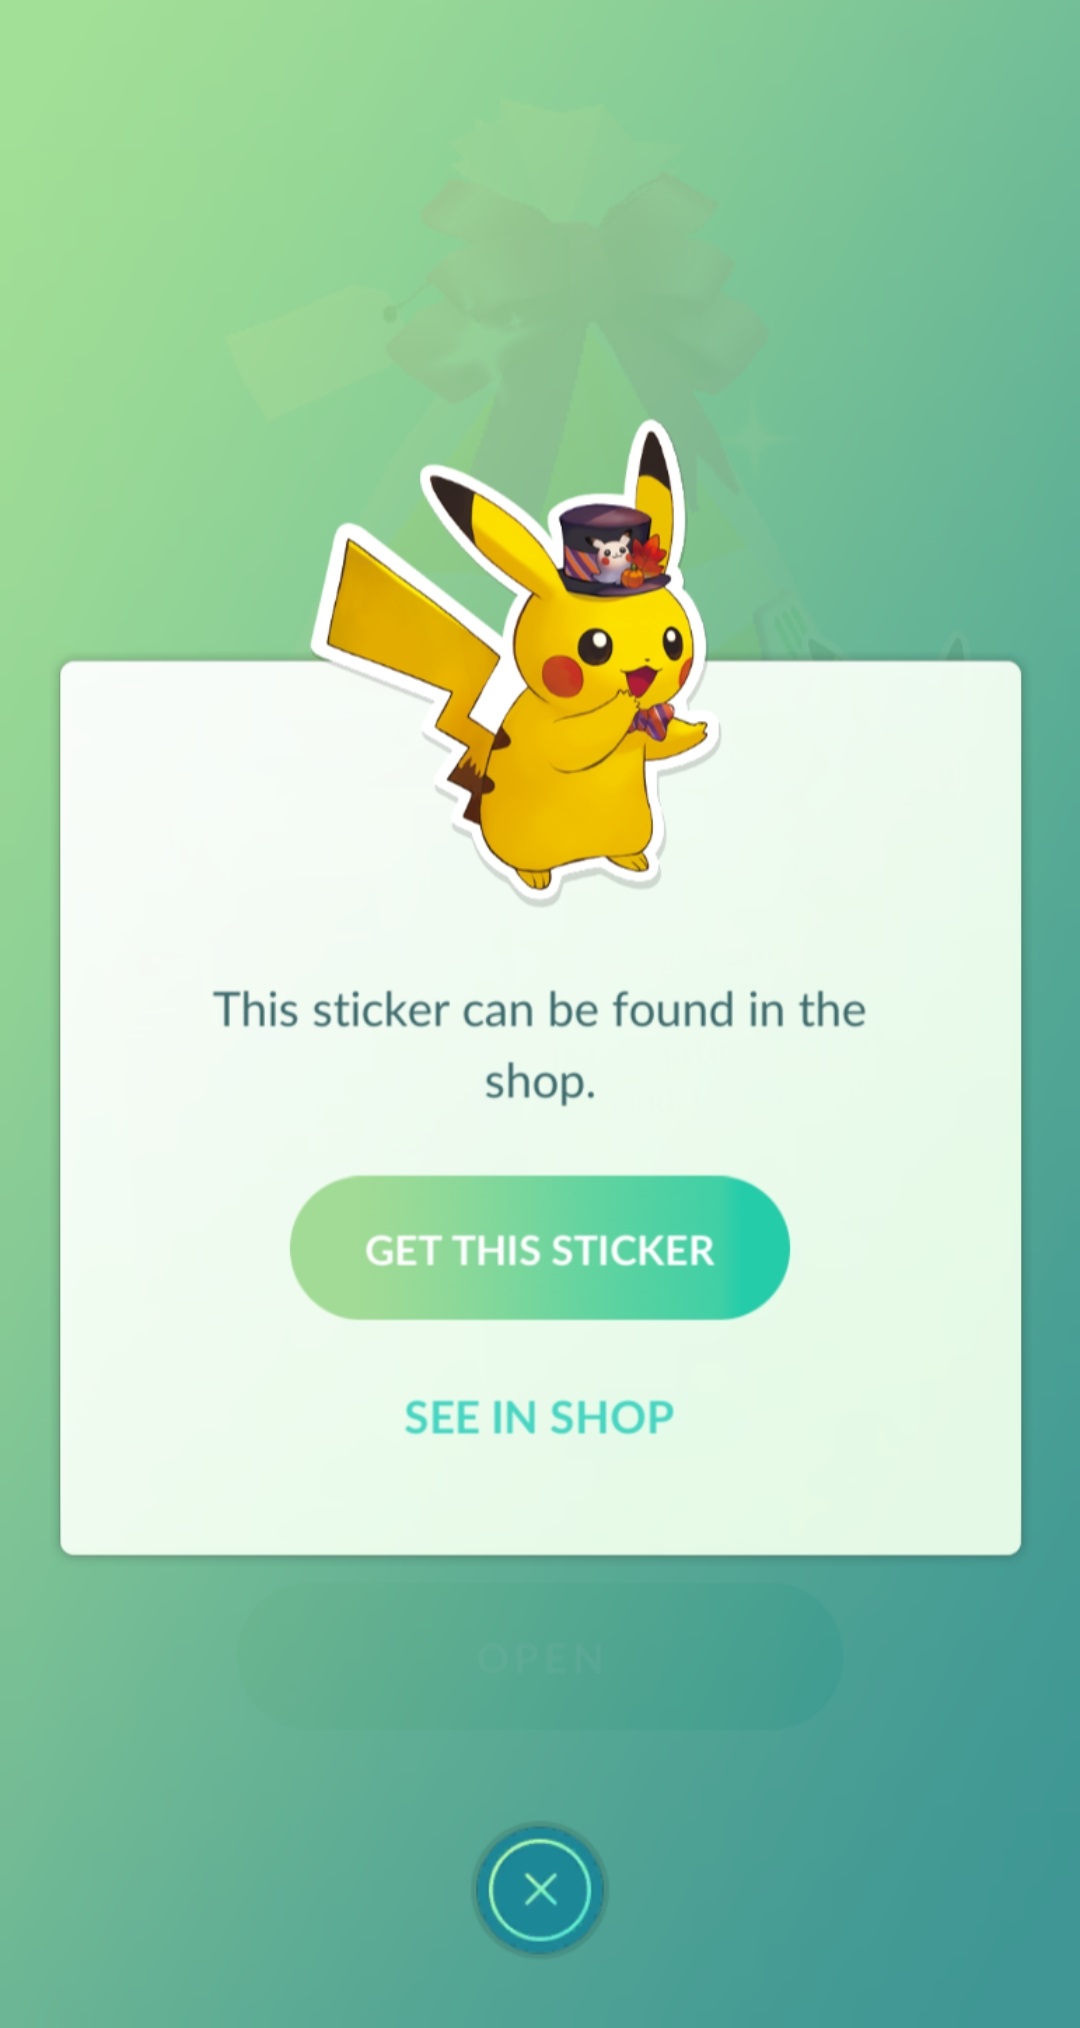 This sticker can be found in the
shop.
GET THIS STICKER
SEE IN SHOP
OPEN